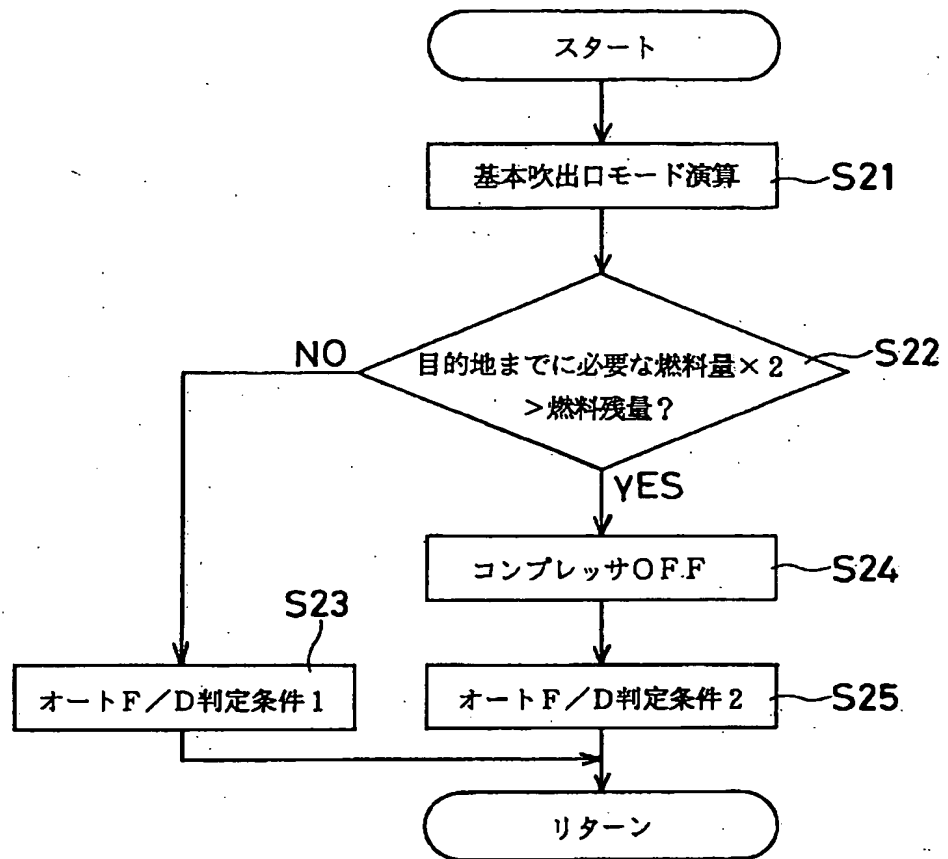 スタート
基本吹出口モード演算
S21
目的地までに必要な燃料量×2
>燃料残量?
S22
NO
YES
コンプレッサOFF
S24
S23
オートF/D判定条件1
オートF/D判定条件2
S25
リターン